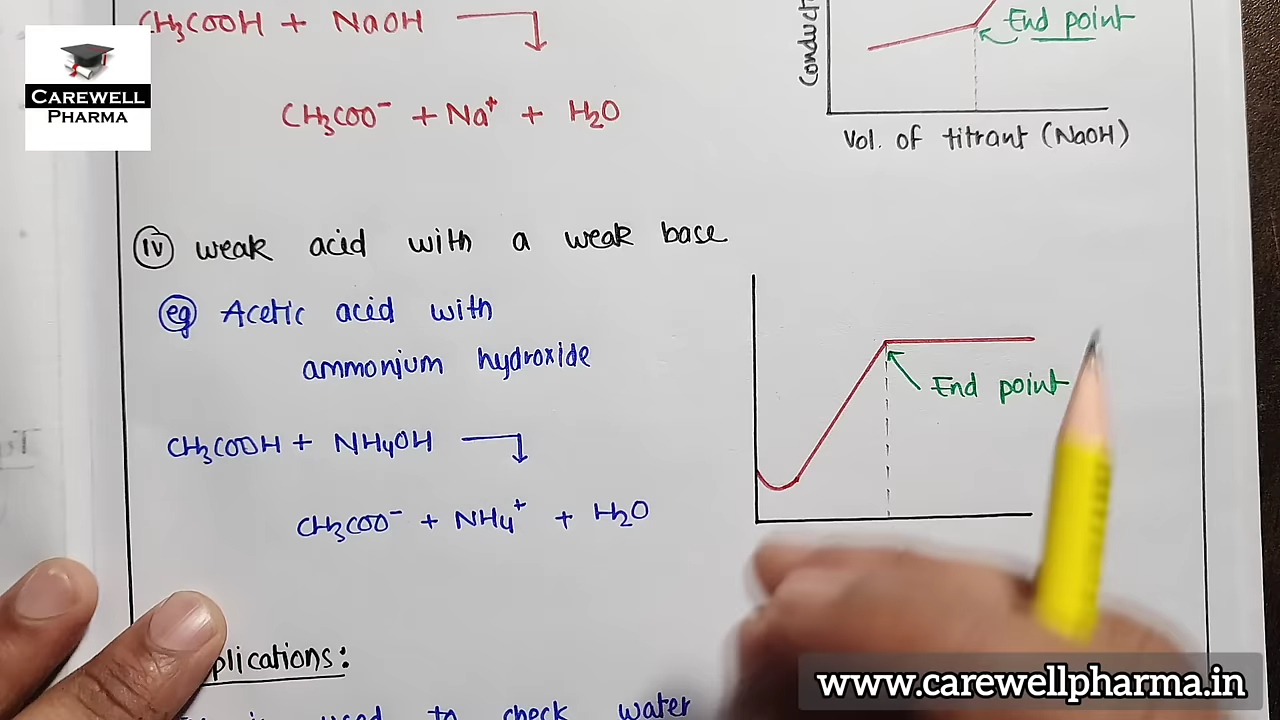 CH3COOH + NaOH
CAREWELL
PHARMA
CH3COO⁻ + Na⁺ + H2O
End point
Vol. of titrant (NaOH)
iv weak acid with a weak base
eg Acetic acid with
ammonium hydroxide
CH3COOH + NH4OH
CH3COO⁻ + NH4⁺ + H2O
End point
used to check water
www.carewellpharma.in